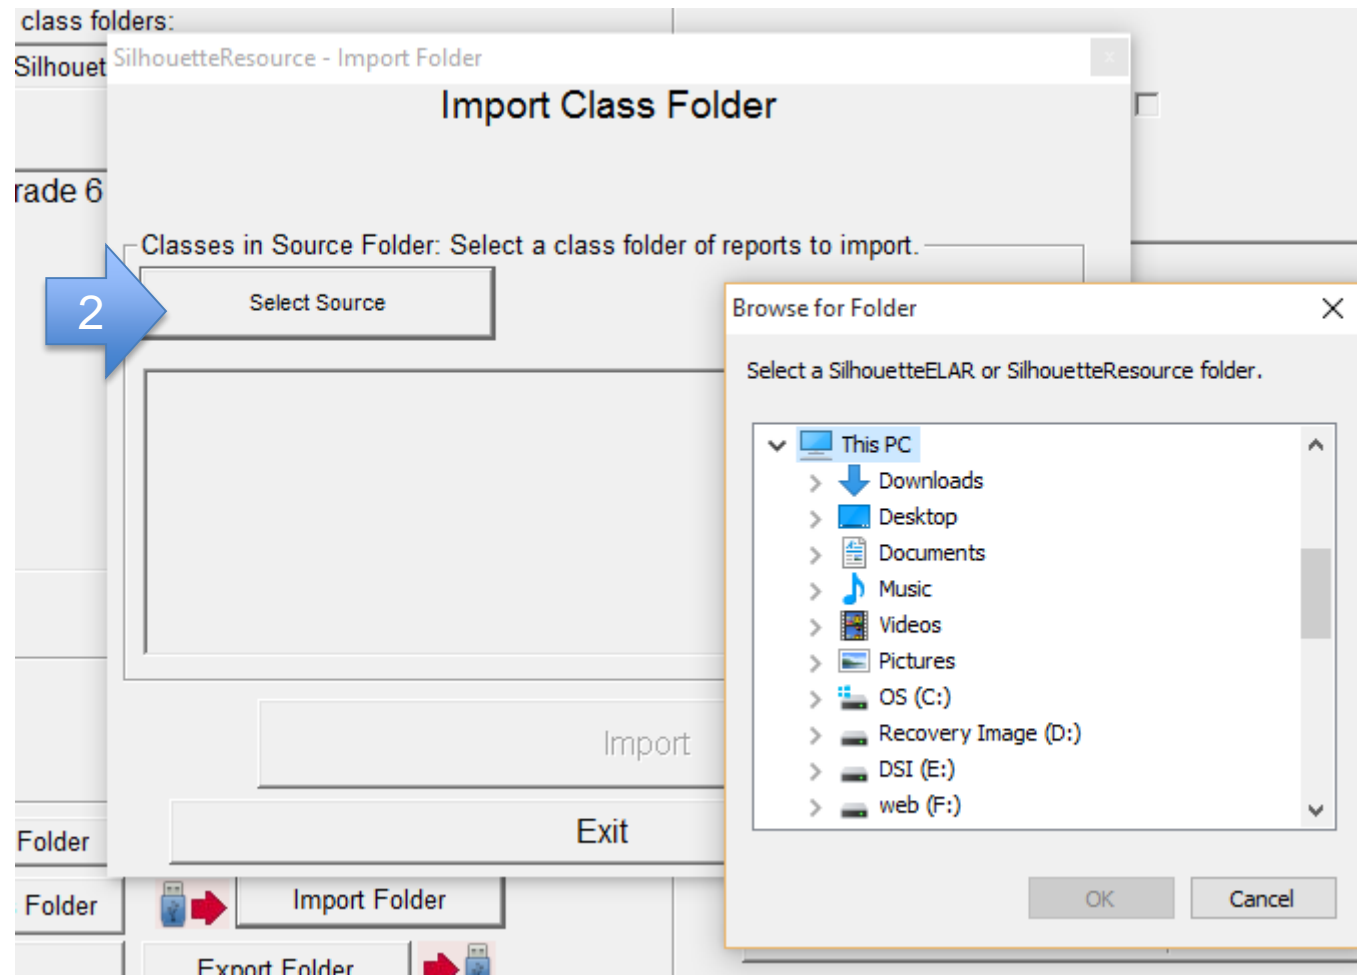 class folders:
Silhouet
SilhouetteResource - Import Folder
x
Import Class Folder
rade 6
Classes in Source Folder: Select a class folder of reports to import.
2
Select Source
Browse for Folder
Select a SilhouetteELAR or SilhouetteResource folder.
This PC
Downloads
Desktop
Documents
Music
Videos
Pictures
OS (C:)
Recovery Image (D:)
DSI (E:)
web (F:)
Import
Exit
OK
Cancel
Folder
Folder
Import Folder
Export Folder